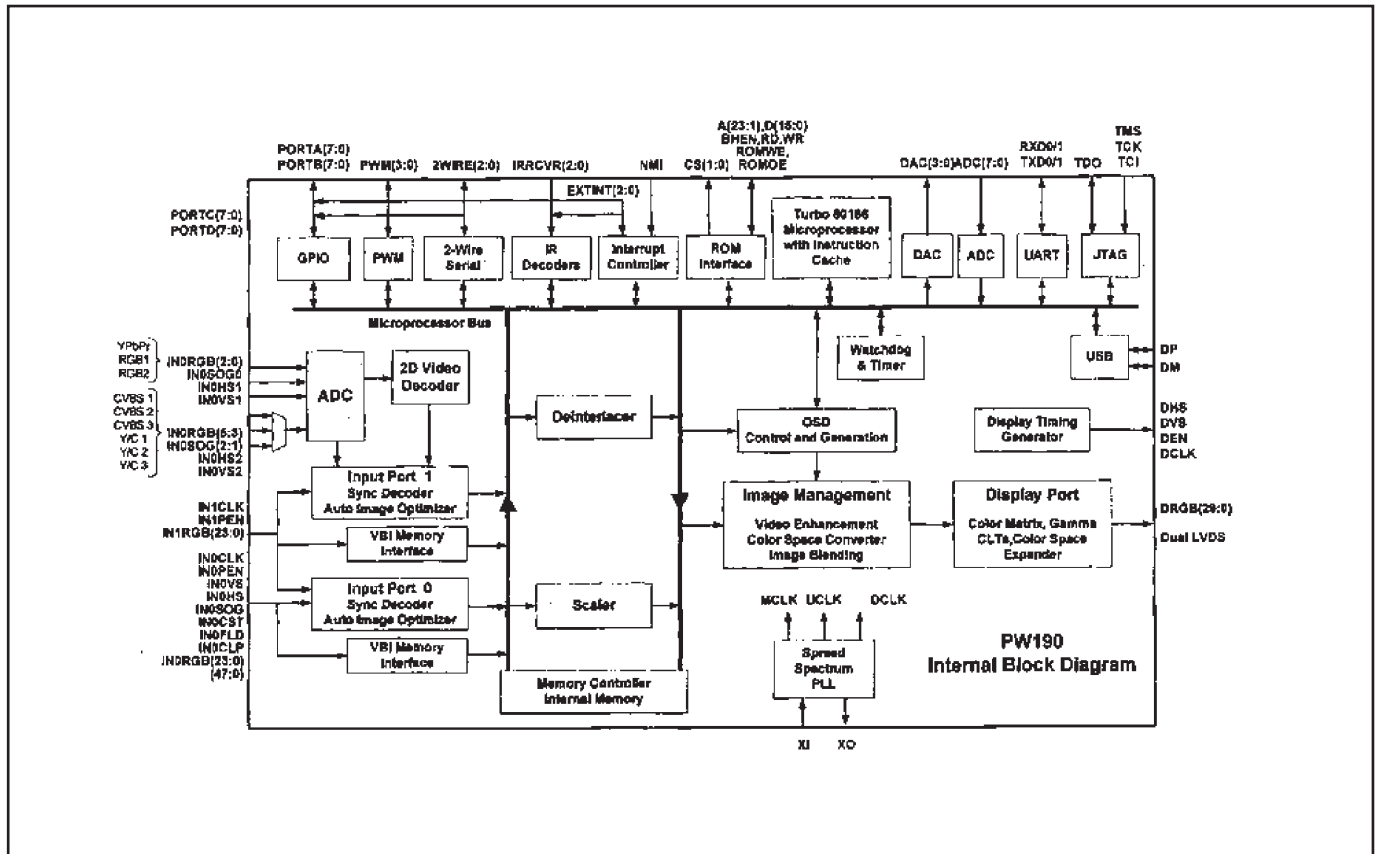 A(23:1),D(15:0)
BHEN,RD,WR
ROMWE,
ROMOE
TMS
TCK
TCI
PORTA(7:0)
PORTB(7:0)
PWM(3:0)
2WIRE(2:0)
IRRCVR(2:0)
NMI
CS(1:0)
DAC(3:0)
ADC(7:0)
RXD0/1
TXD0/1
TDO
EXTINT(2:0)
PORTC(7:0)
PORTD(7:0)
GPIO
PWM
2-Wire
Serial
IR
Decoders
Interrupt
Controller
ROM
Interface
Turbo 80186
Microprocessor
with Instruction
Cache
DAC
ADC
UART
JTAG
Microprocessor Bus
YPbPr
RGB1
RGB2
IN0RGB(2:0)
IN0SOG0
IN0HS1
IN0VS1
ADC
2D Video
Decoder
Watchdog
& Timer
USB
DP
DM
CVBS 1
CVBS 2
CVBS 3
Y/C 1
Y/C 2
Y/C 3
IN0RGB(5:3)
IN0SOG(2:1)
IN0HS2
IN0VS2
Deinterlacer
OSD
Control and Generation
Display Timing
Generator
DHS
DVS
DEN
DCLK
Input Port 1
Sync Decoder
Auto Image Optimizer
Image Management
Video Enhancement
Color Space Converter
Image Blending
Display Port
Color Matrix, Gamma
CLTs,Color Space
Expander
DRGB(29:0)
Dual LVDS
IN1CLK
IN1PEN
IN1RGB(23:0)
VBI Memory
Interface
IN0CLK
IN0PEN
IN0VS
IN0HS
IN0SOG
IN0CST
IN0FLD
IN0CLP
IN0RGB(23:0)
(47:0)
Input Port 0
Sync Decoder
Auto Image Optimizer
VBI Memory
Interface
Scaler
MCLK
UCLK
DCLK
Spread
Spectrum
PLL
PW190
Internal Block Diagram
Memory Controller
Internal Memory
XI
XO